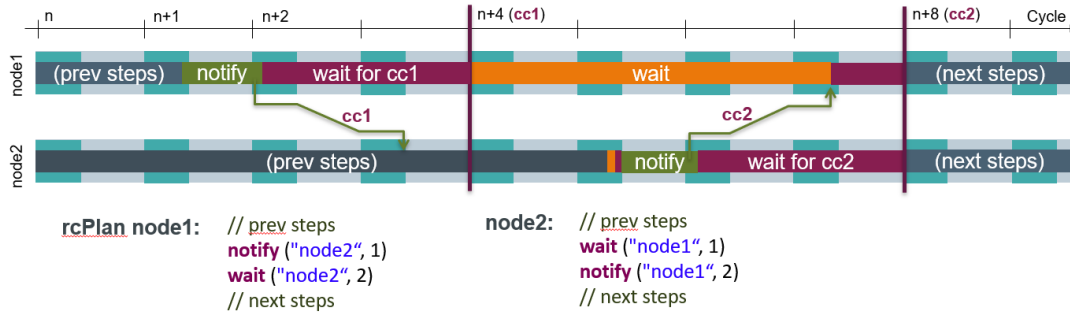 n
n+1
n+2
n+4 (cc1)
n+8 (cc2)
Cycle
node1
(prev steps)
notify
wait for cc1
wait
(next steps)
cc1
cc2
node2
(prev steps)
notify
wait for cc2
(next steps)
rcPlan node1:
// prev steps
notify ("node2“, 1)
wait ("node2“, 2)
// next steps
node2:
// prev steps
wait ("node1“, 1)
notify ("node1“, 2)
// next steps